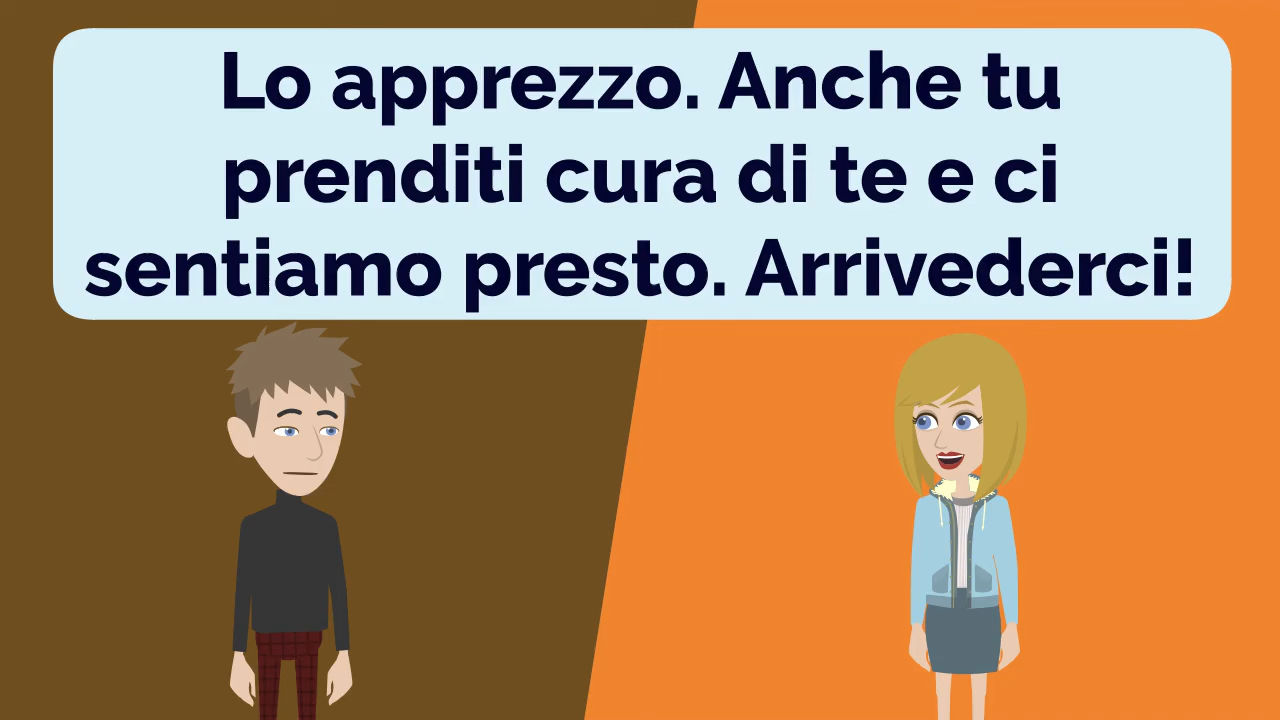 Lo apprezzo. Anche tu
prenditi cura di te e ci
sentiamo presto. Arrivederci!